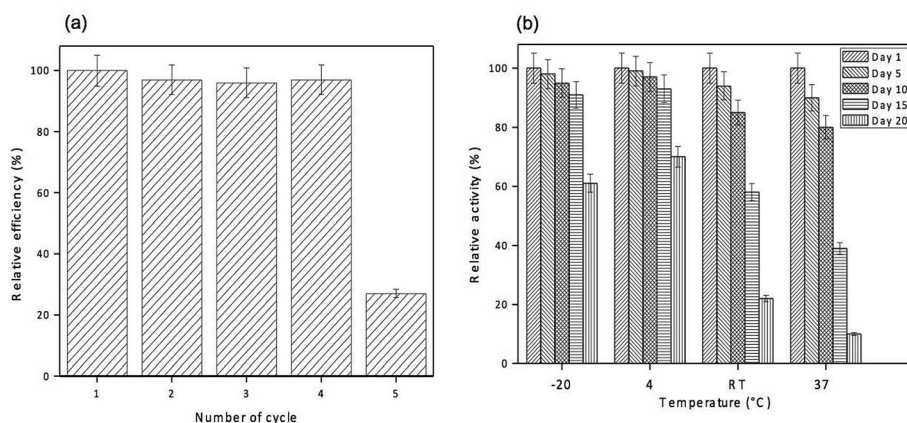 (a)
Relative efficiency (%)
100
80
60
40
20
0
1 2 3 4 5
Number of cycle
(b)
Relative activity (%)
100
80
60
40
20
0
Day 1
Day 5
Day 10
Day 15
Day 20
-20 4 RT 37
Temperature (°C)